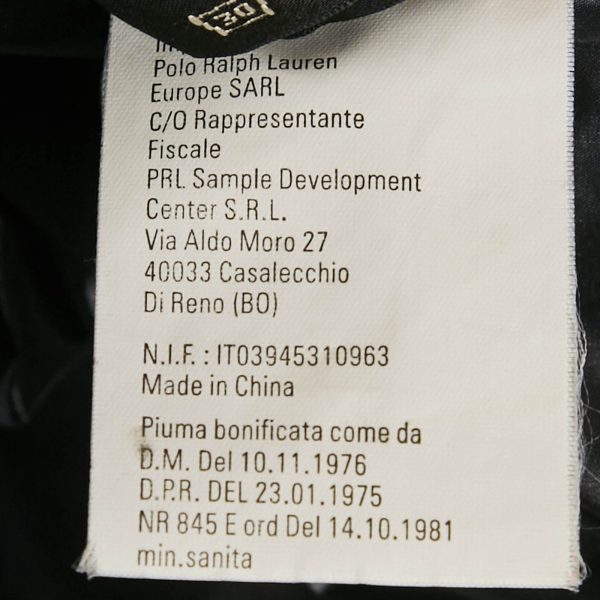 Polo Ralph Lauren
Europe SARL
C/O Rappresentante
Fiscale
PRL Sample Development
Center S.R.L.
Via Aldo Moro 27
40033 Casalecchio
Di Reno (BO)
N.I.F. : IT03945310963
Made in China
Piuma bonificata come da
D.M. Del 10.11.1976
D.P.R. DEL 23.01.1975
NR 845 E ord Del 14.10.1981
min.sanita